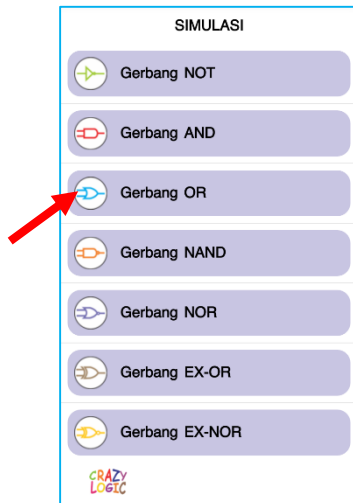 SIMULASI
Gerbang NOT
Gerbang AND
Gerbang OR
Gerbang NAND
Gerbang NOR
Gerbang EX-OR
Gerbang EX-NOR
CRAZY
LOGIC